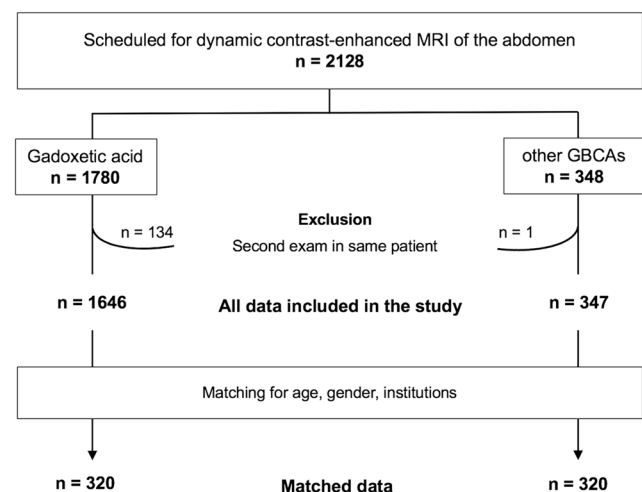 Scheduled for dynamic contrast-enhanced MRI of the abdomen
n = 2128
Gadoxetic acid
n = 1780
other GBCAs
n = 348
Exclusion
n = 134
n = 1
Second exam in same patient
n = 1646
All data included in the study
n = 347
Matching for age, gender, institutions
n = 320
Matched data
n = 320